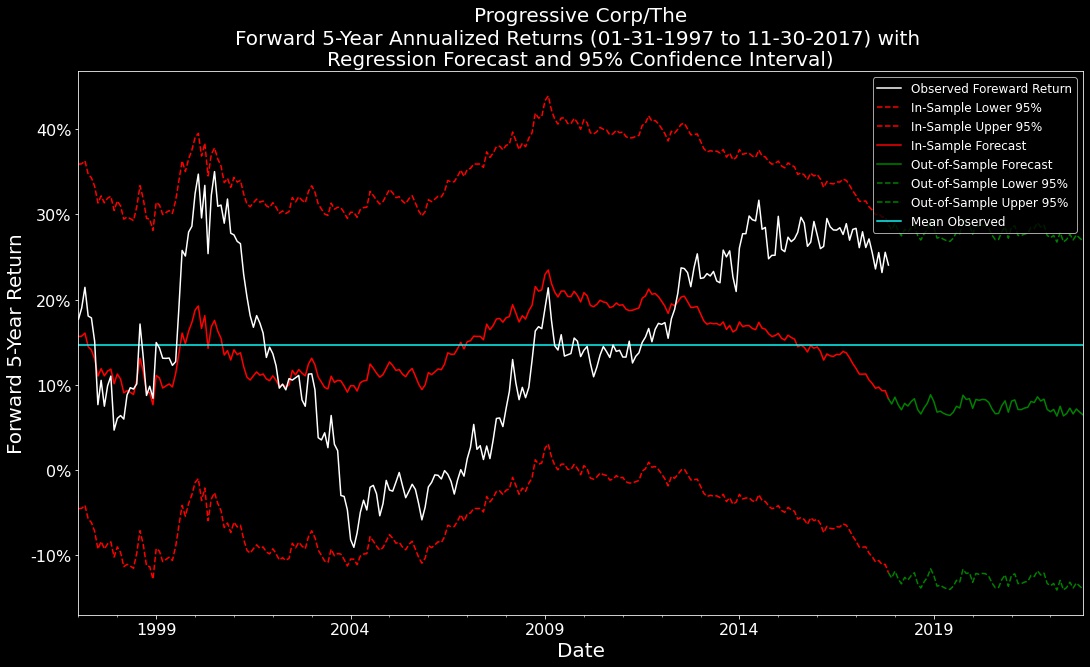 Progressive Corp/The
Forward 5-Year Annualized Returns (01-31-1997 to 11-30-2017) with
Regression Forecast and 95% Confidence Interval)
Observed Foreward Return
In-Sample Lower 95%
In-Sample Upper 95%
In-Sample Forecast
Out-of-Sample Forecast
Out-of-Sample Lower 95%
Out-of-Sample Upper 95%
Mean Observed
Forward 5-Year Return
40%
30%
20%
10%
0%
-10%
1999
2004
2009
2014
2019
Date